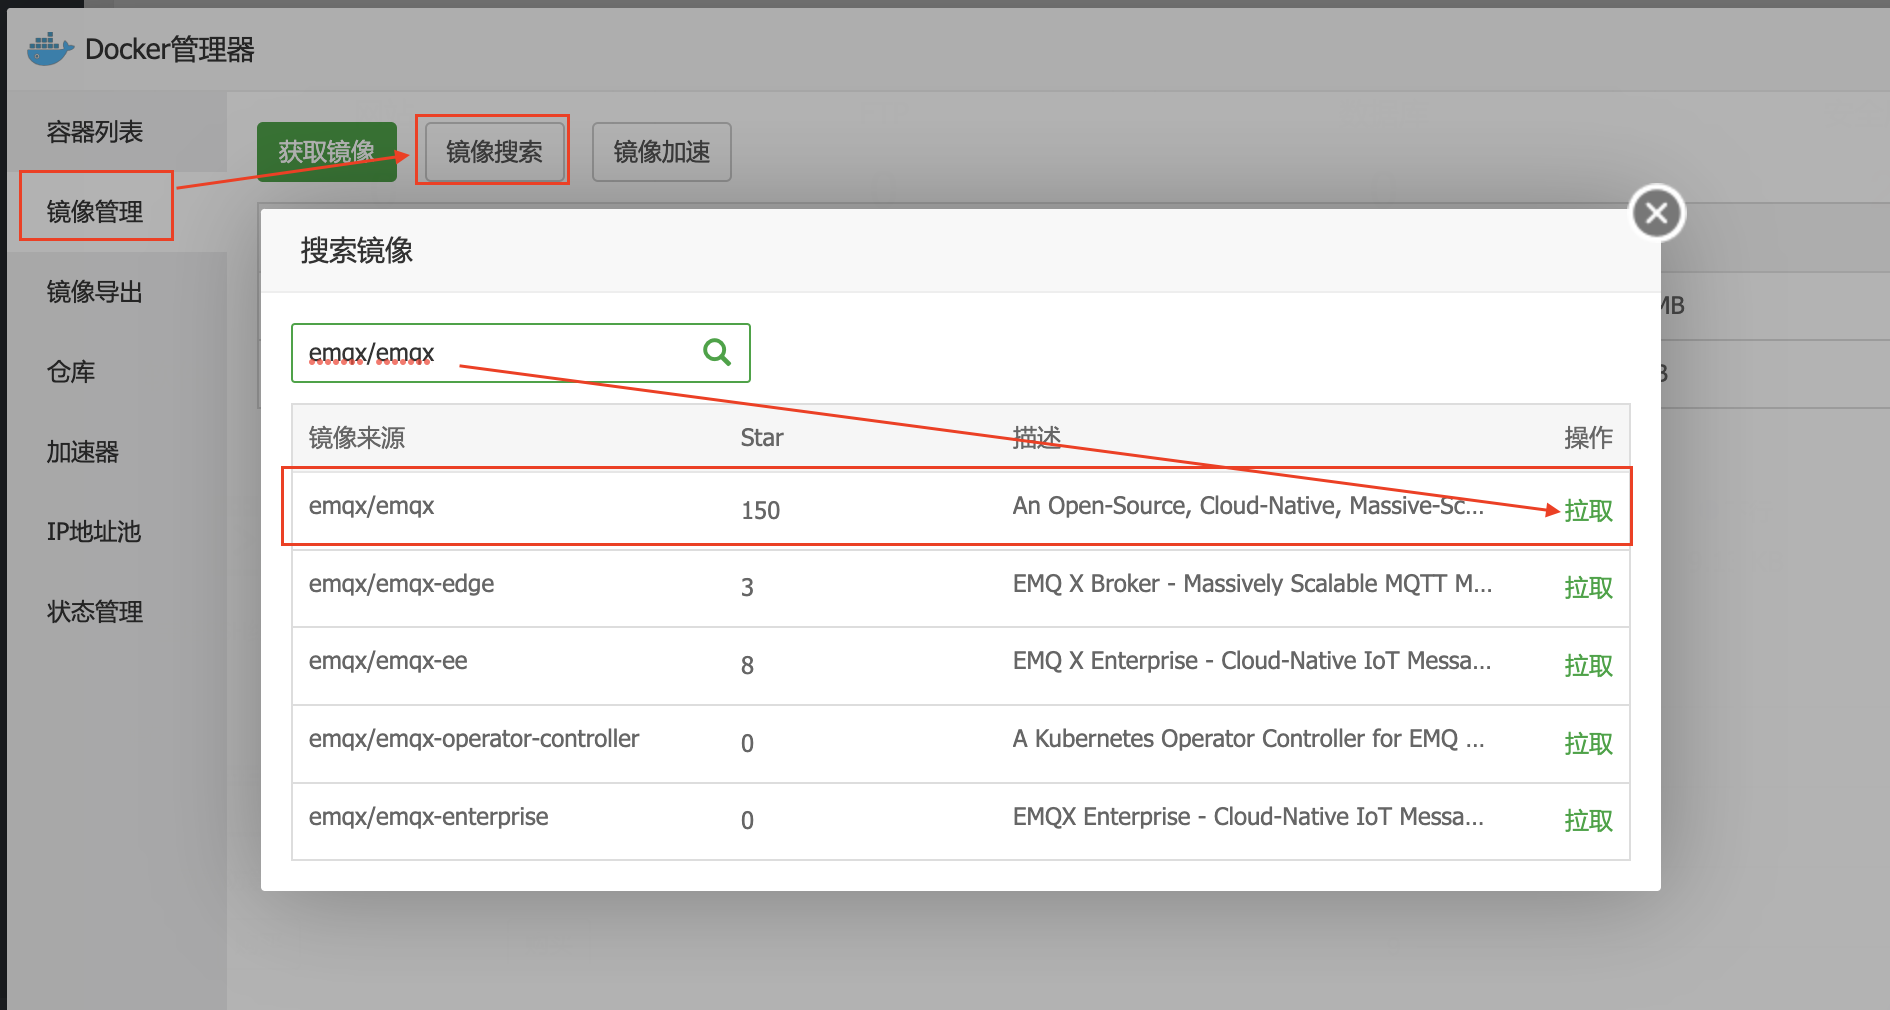 Docker管理器
容器列表
镜像管理
镜像导出
仓库
加速器
IP地址池
状态管理
获取镜像 镜像搜索 镜像加速
MB
搜索镜像
emqx/emqx
镜像来源 Star 描述 操作
emqx/emqx 150 An Open-Source, Cloud-Native, Massive-Sc... 拉取
emqx/emqx-edge 3 EMQ X Broker - Massively Scalable MQTT M... 拉取
emqx/emqx-ee 8 EMQ X Enterprise - Cloud-Native IoT Messa... 拉取
emqx/emqx-operator-controller 0 A Kubernetes Operator Controller for EMQ ... 拉取
emqx/emqx-enterprise 0 EMQX Enterprise - Cloud-Native IoT Messa... 拉取